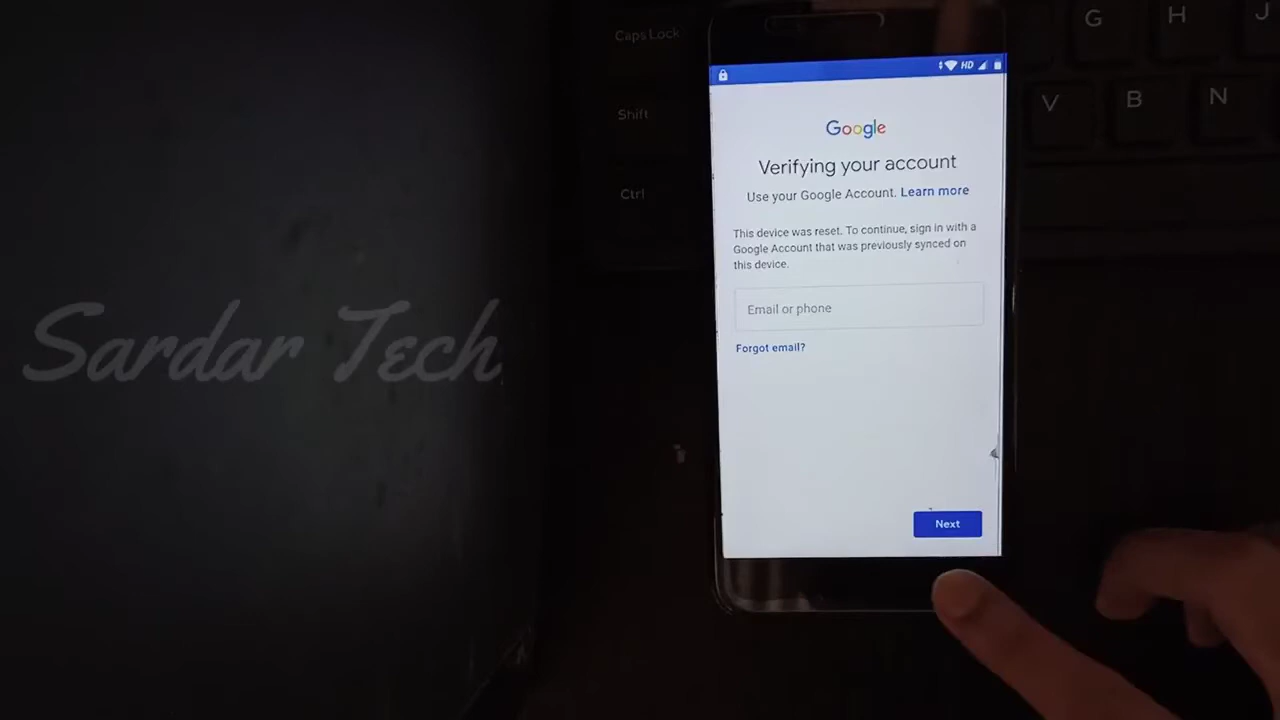 Sardar Tech
Caps Lock
Shift
Ctrl
G
H
J
V
B
N
HD
Google
Verifying your account
Use your Google Account. Learn more
This device was reset. To continue, sign in with a
Google Account that was previously synced on
this device.
Email or phone
Forgot email?
Next